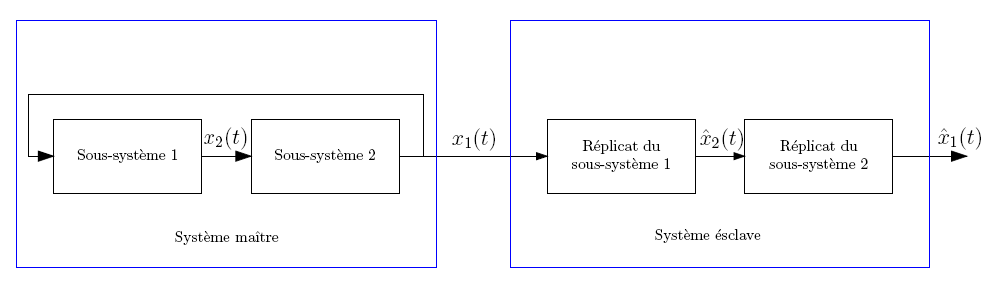 Sous-système 1
x₂(t)
Sous-système 2
x₁(t)
Réplicat du
sous-système 1
x̂₂(t)
Réplicat du
sous-système 2
x̂₁(t)
Système maître
Système ésclave